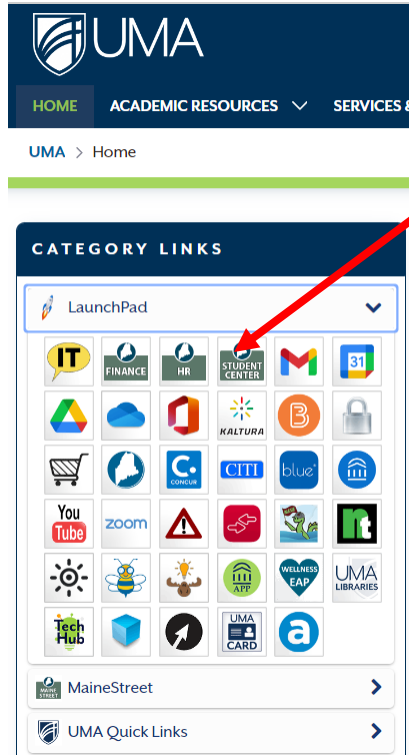 UMA
HOME ACADEMIC RESOURCES SERVICES &
UMA > Home
CATEGORY LINKS
LaunchPad
IT FINANCE HR STUDENT CENTER 31
KALTURA B
C. CONCUR CITI blue
You Tube zoom nt
APP WELLNESS EAP UMA LIBRARIES
Tech Hub UMA CARD a
MAINE STREET MaineStreet
UMA Quick Links